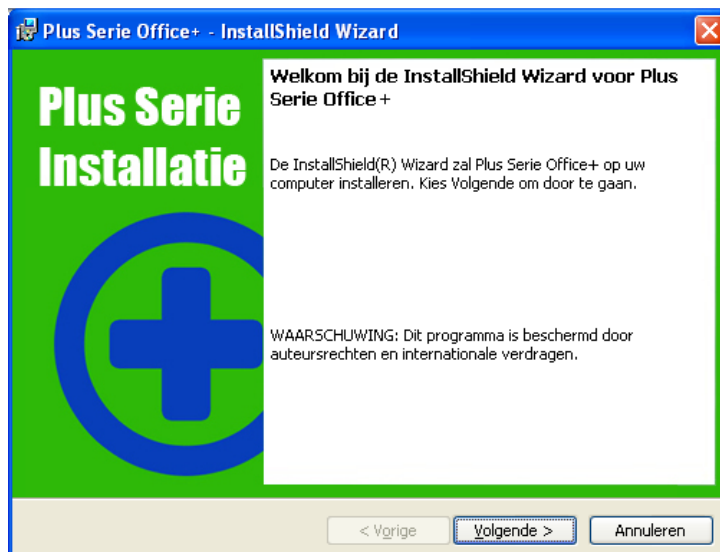 Plus Serie Office+ - InstallShield Wizard
Plus Serie
Installatie
Welkom bij de InstallShield Wizard voor Plus
Serie Office+
De InstallShield(R) Wizard zal Plus Serie Office+ op uw
computer installeren. Kies Volgende om door te gaan.
WAARSCHUWING: Dit programma is beschermd door
auteursrechten en internationale verdragen.
< Vorige
Volgende >
Annuleren